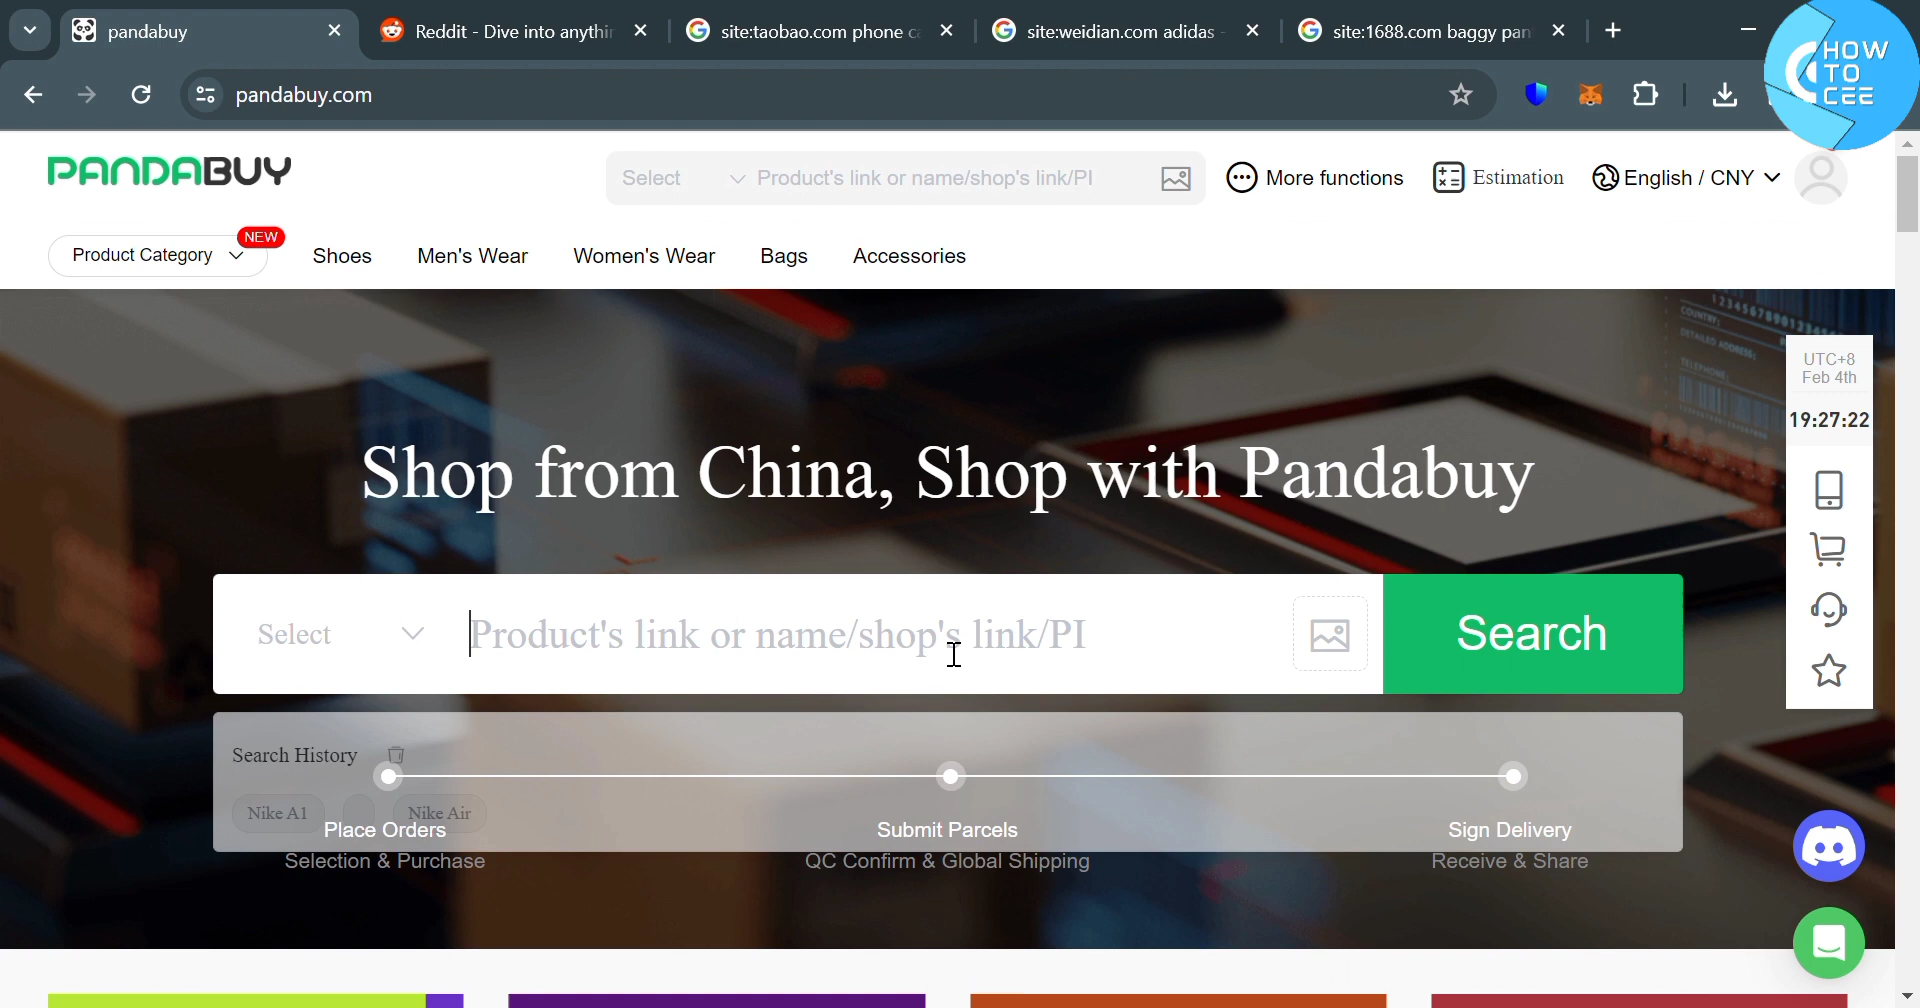 pandabuy
Reddit - Dive into anythi
site:taobao.com phone c
site:weidian.com adidas -
site:1688.com baggy pan
pandabuy.com
HOW
TO
CEE
PANDABUY
Select
Product's link or name/shop's link/PI
More functions
Estimation
English / CNY
Product Category
NEW
Shoes
Men's Wear
Women's Wear
Bags
Accessories
COUNTRY:
DETAILED ADDRESS:
TELEPHONE:
UTC+8
Feb 4th
19:27:22
Shop from China, Shop with Pandabuy
Select
Product's link or name/shop's link/PI
Search
Search History
Nike A1
Nike Air
Place Orders
Submit Parcels
Sign Delivery
Selection & Purchase
QC Confirm & Global Shipping
Receive & Share